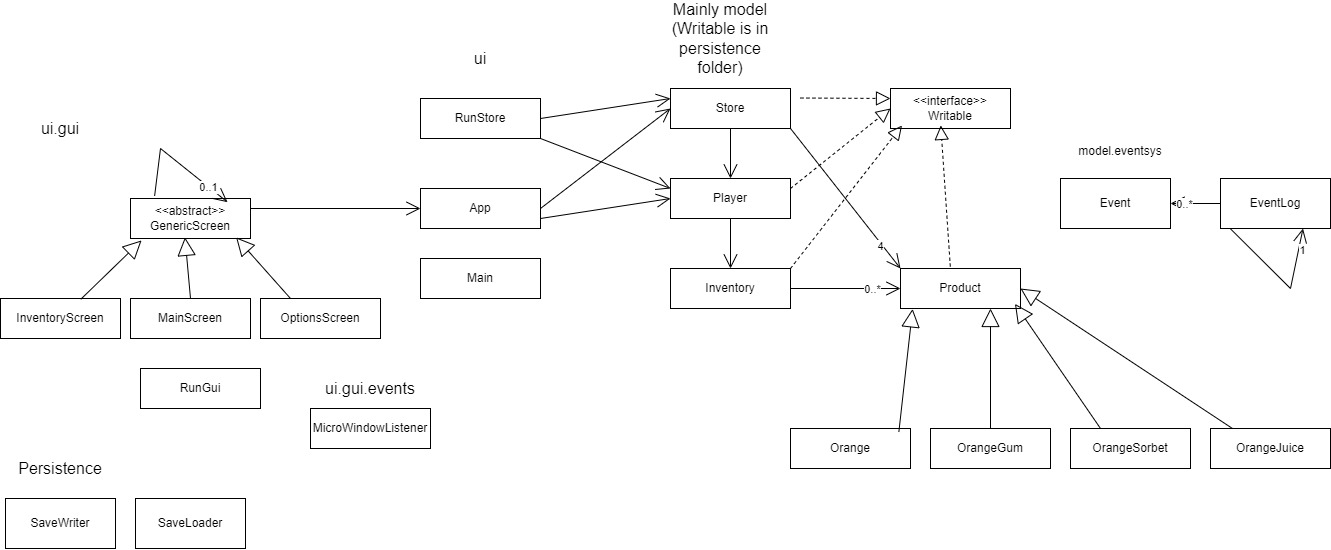 Mainly model
(Writable is in
persistence
folder)
ui
ui.gui
RunStore
Store
<<interface>>
Writable
model.eventsys
0..1
<<abstract>>
GenericScreen
App
Player
Event
0..*
EventLog
1
4
Main
Inventory
0..*
Product
InventoryScreen
MainScreen
OptionsScreen
RunGui
ui.gui.events
MicroWindowListener
Orange
OrangeGum
OrangeSorbet
OrangeJuice
Persistence
SaveWriter
SaveLoader